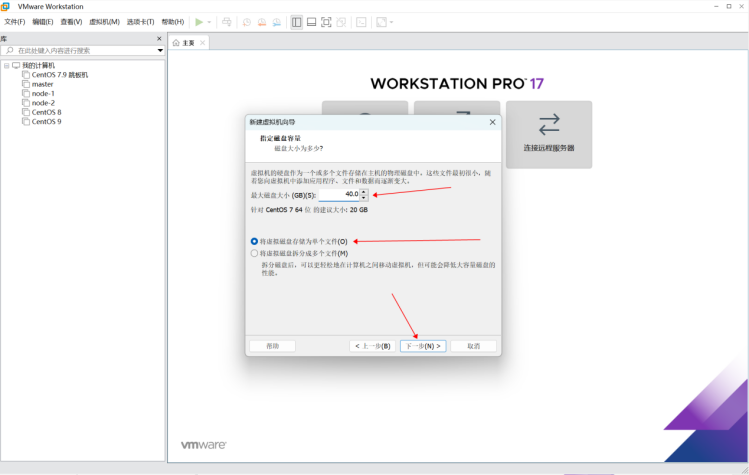 VMware Workstation
文件(F) 编辑(E) 查看(V) 虚拟机(M) 选项卡(T) 帮助(H)
库
在此处键入内容进行搜索
我的计算机
CentOS 7.9 跳板机
master
node-1
node-2
CentOS 8
CentOS 9
主页
WORKSTATION PRO™ 17
连接远程服务器
新建虚拟机向导
指定磁盘容量
磁盘大小为多少?
虚拟机的硬盘作为一个或多个文件存储在主机的物理磁盘中。这些文件最初很小，随
着您向虚拟机中添加应用程序、文件和数据而逐渐变大。
最大磁盘大小 (GB)(S): 40.0
针对 CentOS 7 64 位 的建议大小: 20 GB
将虚拟磁盘存储为单个文件(O)
将虚拟磁盘拆分成多个文件(M)
拆分磁盘后，可以更轻松地在计算机之间移动虚拟机，但可能会降低大容量磁盘的
性能。
帮助 < 上一步(B) 下一步(N) > 取消
vmware